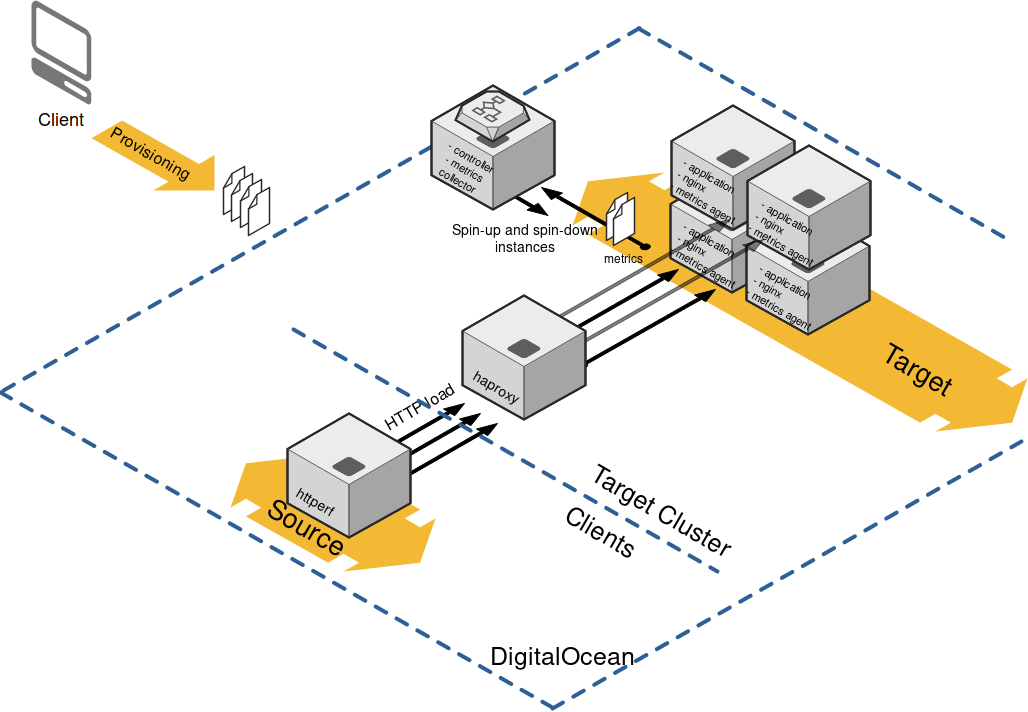 Client
Provisioning
- controller
- metrics
collector
Spin-up and spin-down
instances
metrics
- application
- nginx
metrics agent
- application
- nginx
- metrics agent
- application
- nginx
metrics agent
- application
- nginx
- metrics agent
Target
haproxy
HTTP load
httperf
Source
Target Cluster
Clients
DigitalOcean